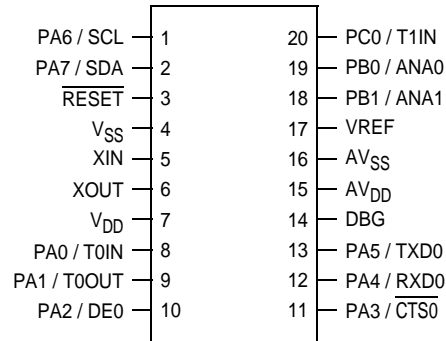 PA6 / SCL 1 20 PC0 / T1IN
PA7 / SDA 2 19 PB0 / ANA0
RESET 3 18 PB1 / ANA1
VSS 4 17 VREF
XIN 5 16 AVSS
XOUT 6 15 AVDD
VDD 7 14 DBG
PA0 / T0IN 8 13 PA5 / TXD0
PA1 / T0OUT 9 12 PA4 / RXD0
PA2 / DE0 10 11 PA3 / CTS0